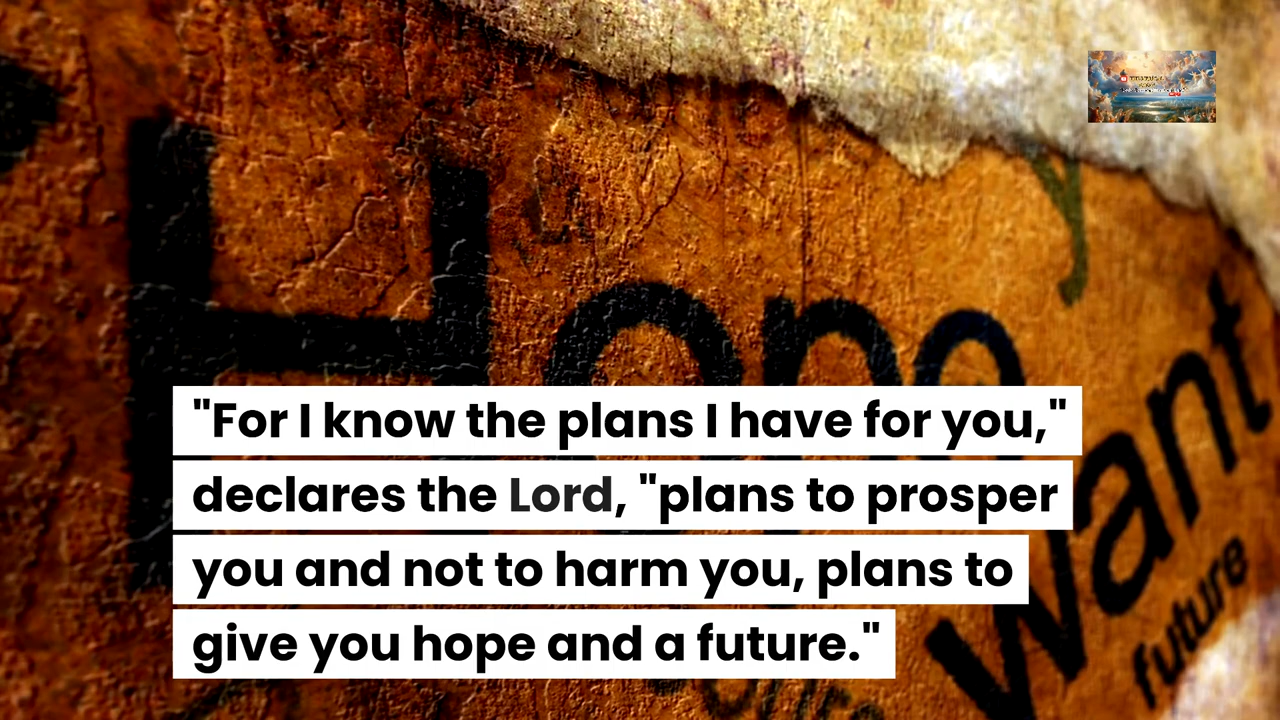 Hope
y
want
future
"For I know the plans I have for you,"
declares the Lord, "plans to prosper
you and not to harm you, plans to
give you hope and a future."